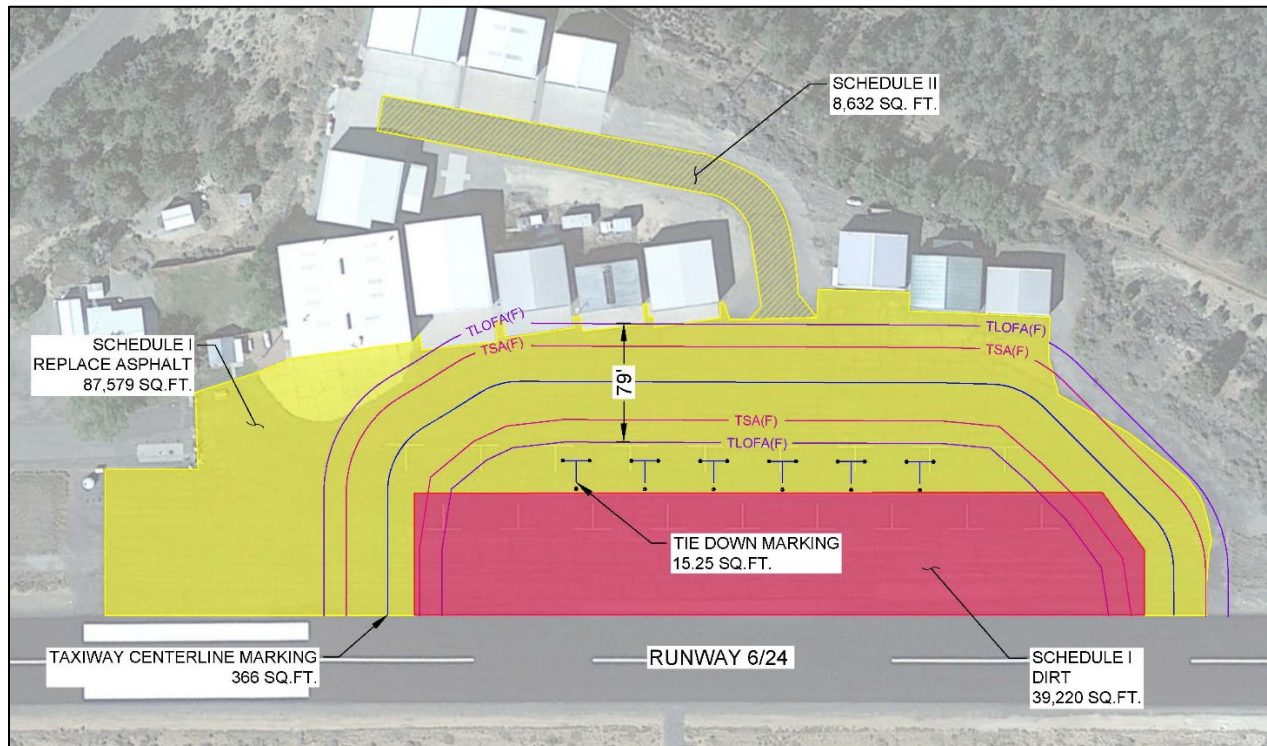 SCHEDULE II
8,632 SQ. FT.
TLOFA(F)
TLOFA(F)
TSA(F)
TSA(F)
SCHEDULE I
REPLACE ASPHALT
87,579 SQ.FT.
79'
TSA(F)
TLOFA(F)
TIE DOWN MARKING
15.25 SQ.FT.
TAXIWAY CENTERLINE MARKING
366 SQ.FT.
RUNWAY 6/24
SCHEDULE I
DIRT
39,220 SQ.FT.